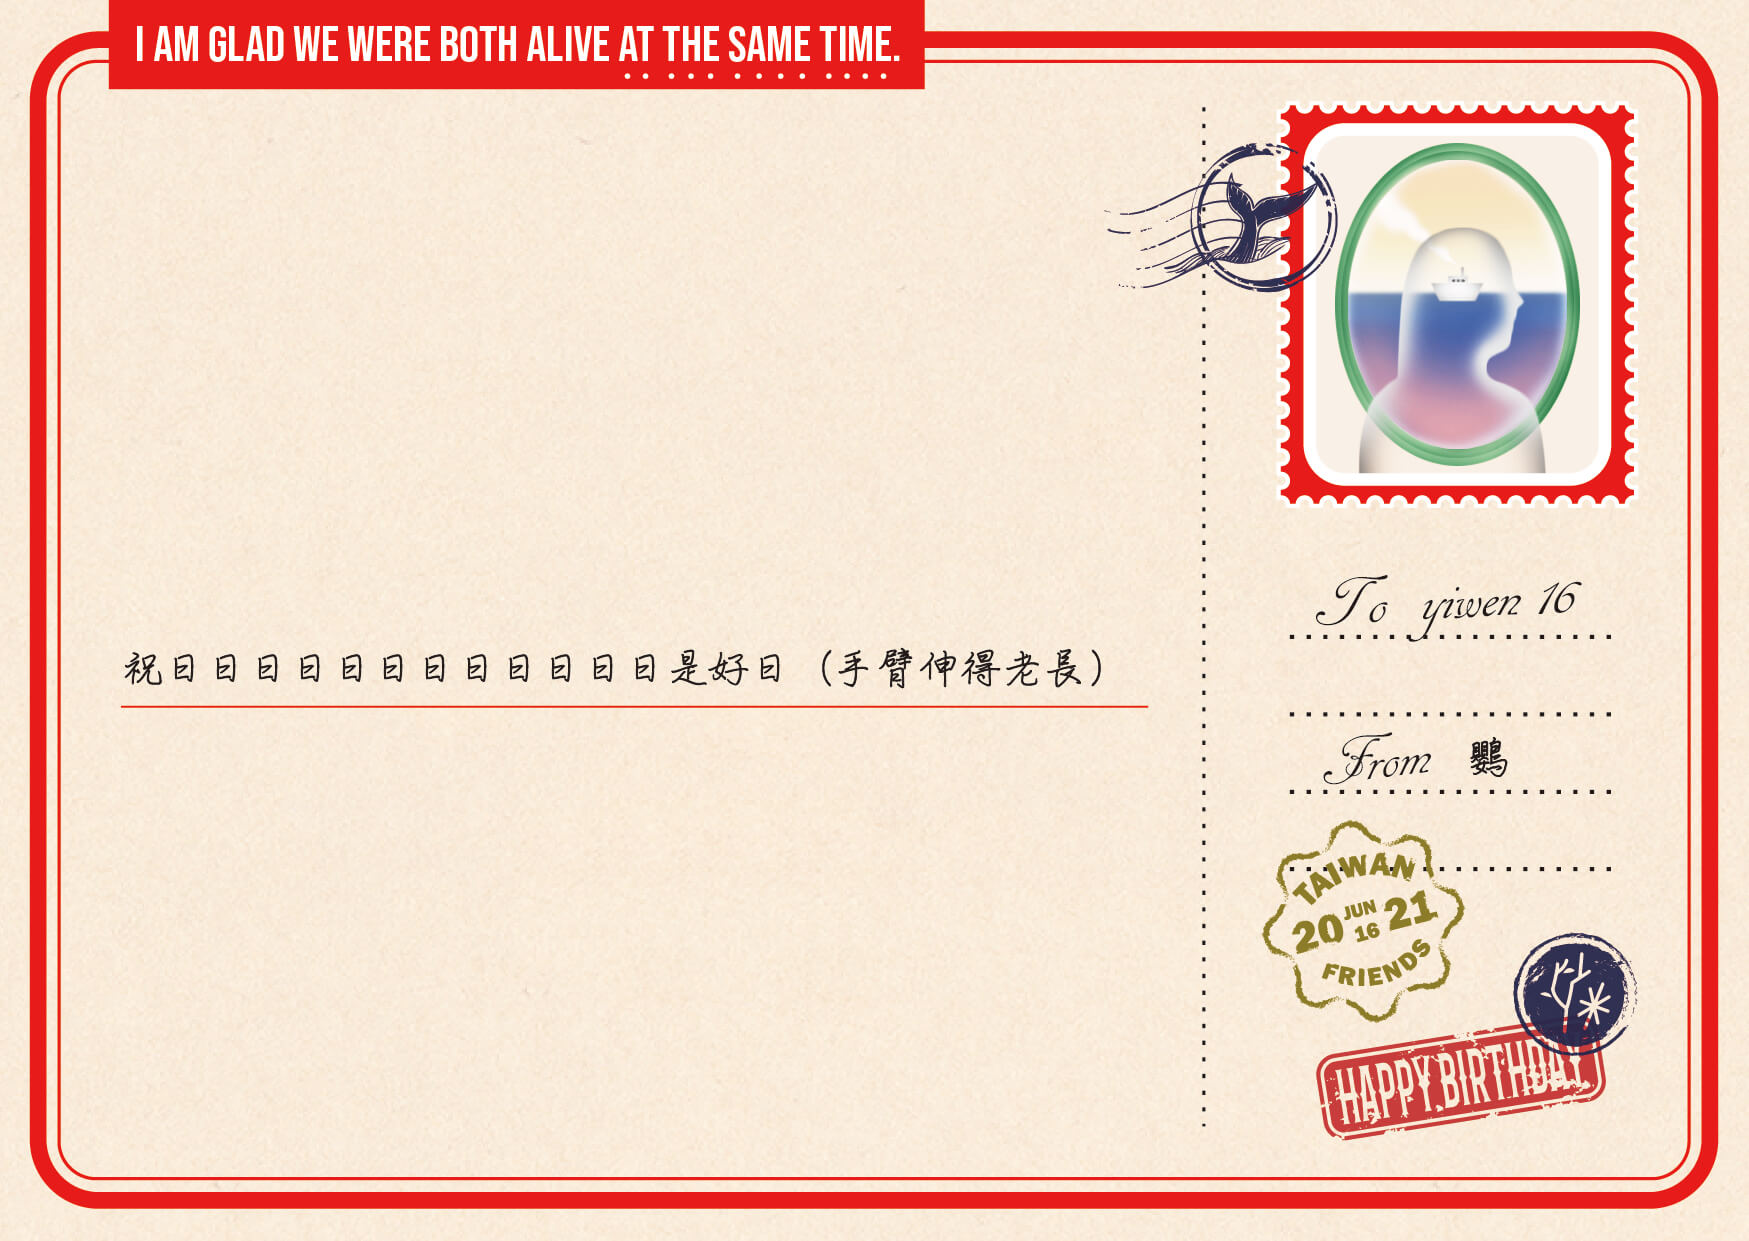 I AM GLAD WE WERE BOTH ALIVE AT THE SAME TIME.
祝日日日日日日日日日日日日是好日（手臂伸得老長）
To yiwen 16
From 鸚
TAIWAN
20 JUN 16 21
FRIENDS
HAPPY BIRTHDAY